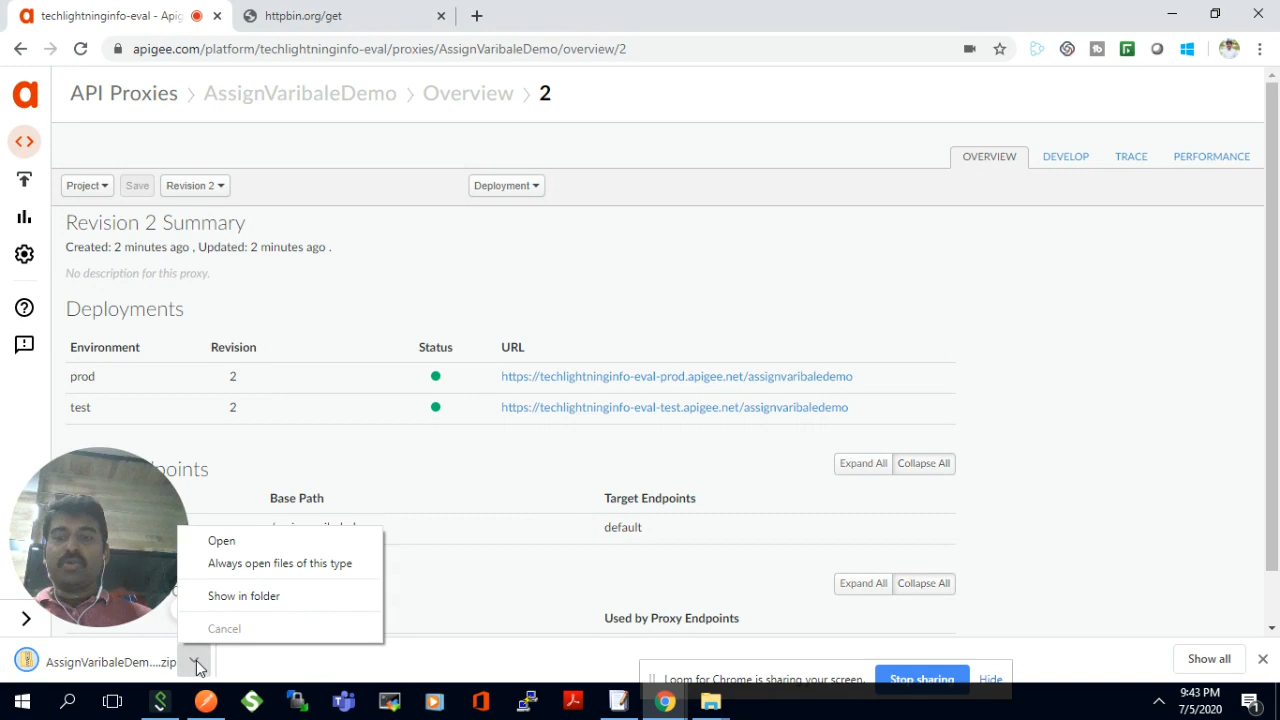 techlightninginfo-eval - Apig
httpbin.org/get
apigee.com/platform/techlightninginfo-eval/proxies/AssignVaribaleDemo/overview/2
API Proxies > AssignVaribaleDemo > Overview > 2
OVERVIEW DEVELOP TRACE PERFORMANCE
Project Save Revision 2 Deployment
Revision 2 Summary
Created: 2 minutes ago , Updated: 2 minutes ago .
No description for this proxy.
Deployments
Environment Revision Status URL
prod 2 https://techlightninginfo-eval-prod.apigee.net/assignvaribaledemo
test 2 https://techlightninginfo-eval-test.apigee.net/assignvaribaledemo
Expand All Collapse All
Base Path Target Endpoints
default
Open
Always open files of this type
Show in folder
Cancel
Expand All Collapse All
Used by Proxy Endpoints
AssignVaribaleDem....zip
Loom for Chrome is sharing your screen. Stop sharing Hide
Show all
9:43 PM
7/5/2020